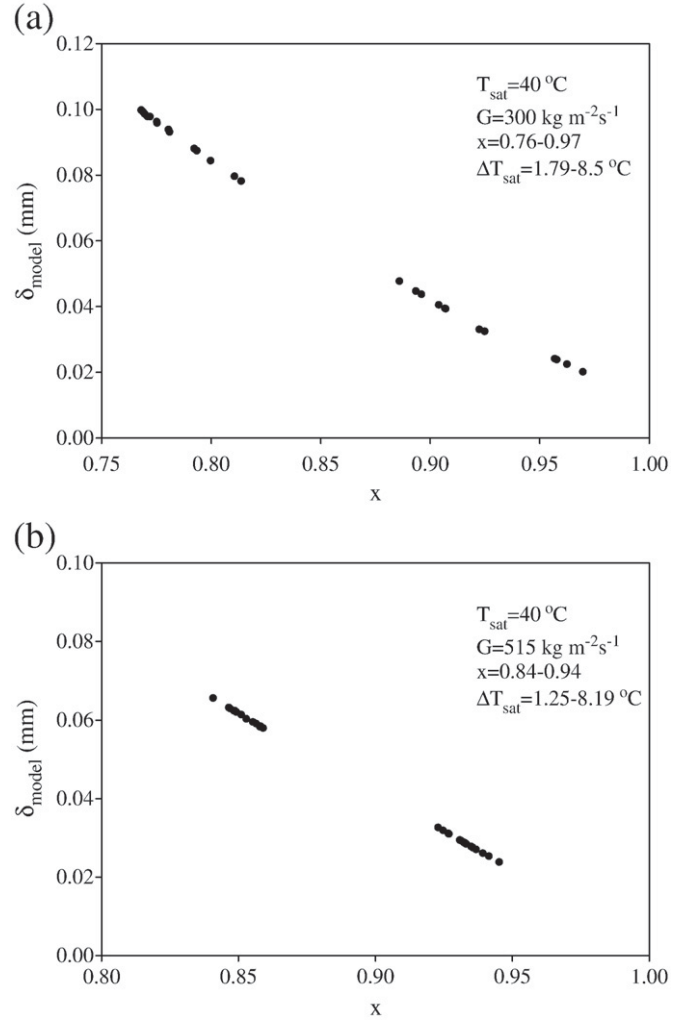 (a)
0.12
0.10
0.08
0.06
0.04
0.02
0.00
δmodel (mm)
Tsat=40 °C
G=300 kg m⁻²s⁻¹
x=0.76-0.97
ΔTsat=1.79-8.5 °C
0.75 0.80 0.85 0.90 0.95 1.00
x
(b)
0.10
0.08
0.06
0.04
0.02
0.00
δmodel (mm)
Tsat=40 °C
G=515 kg m⁻²s⁻¹
x=0.84-0.94
ΔTsat=1.25-8.19 °C
0.80 0.85 0.90 0.95 1.00
x